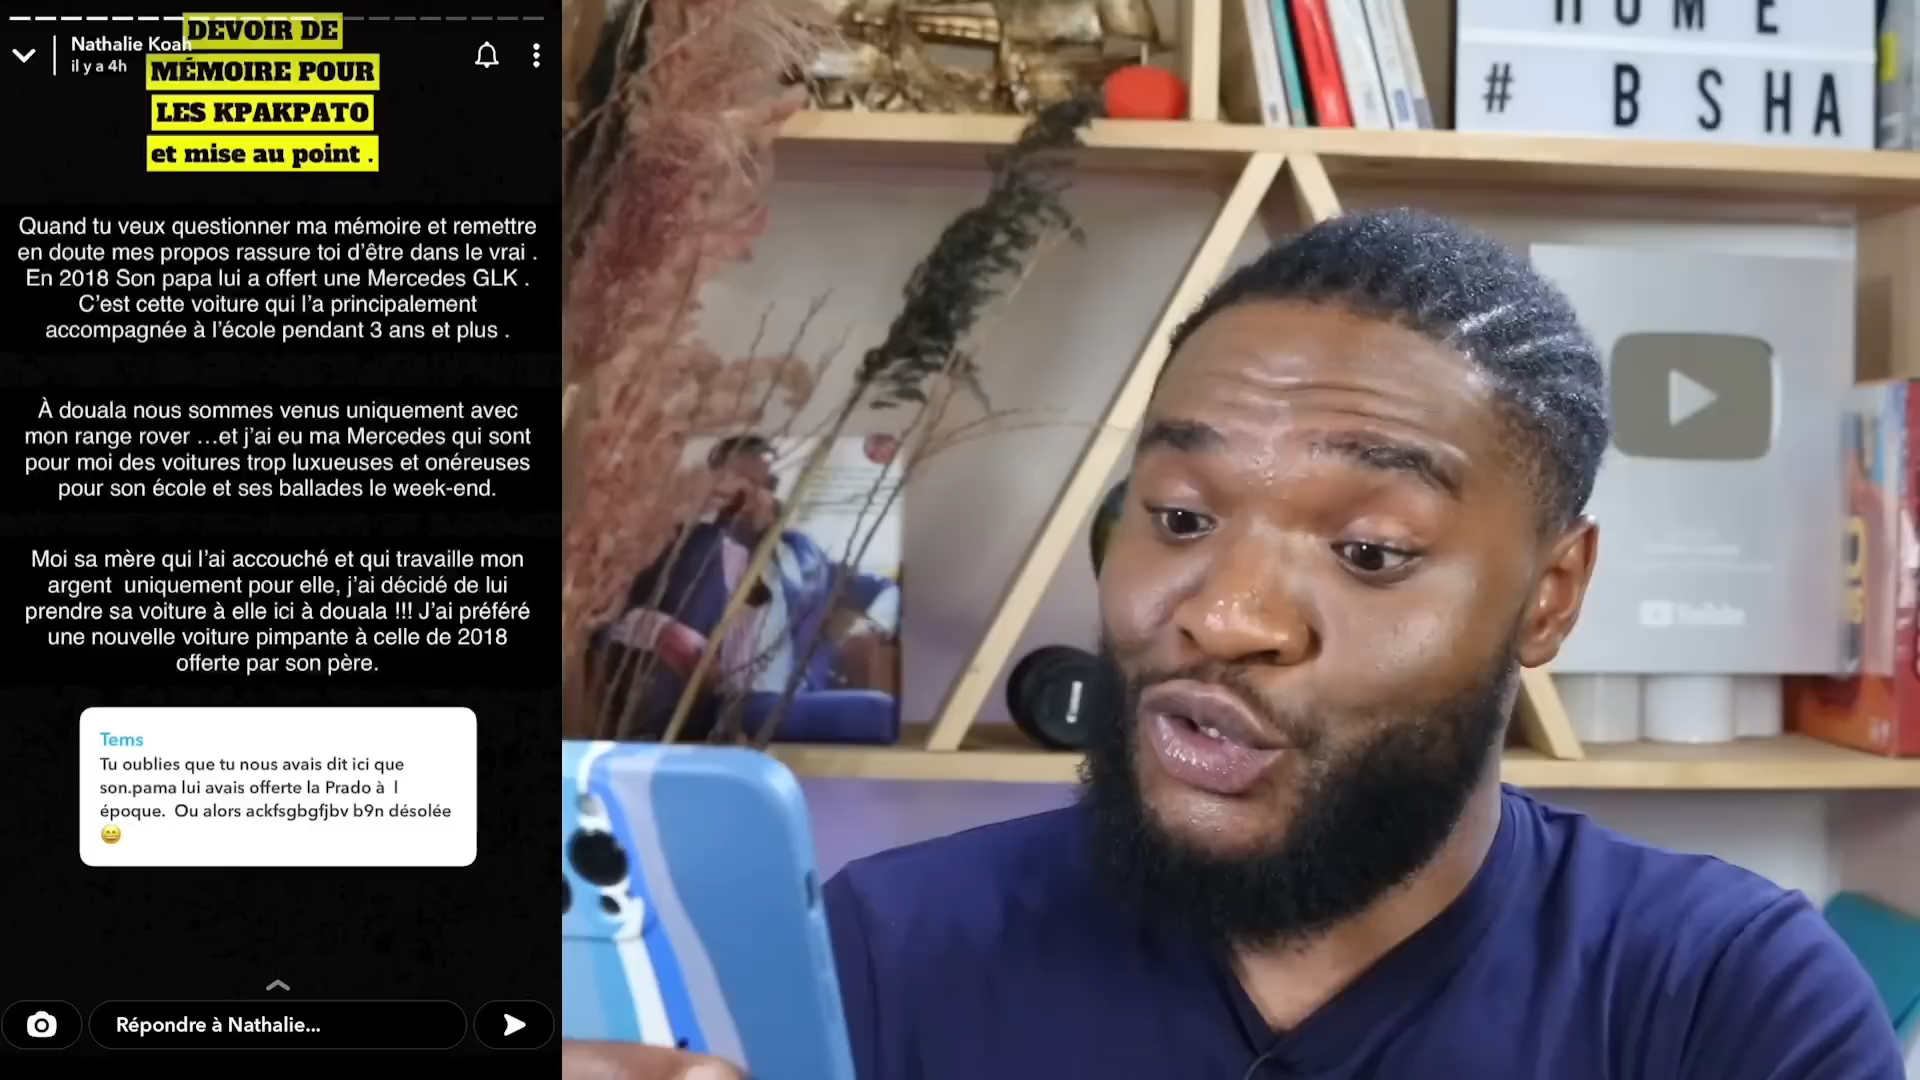 Nathalie Koah
il y a 4h
DEVOIR DE
MÉMOIRE POUR
LES KPAKPATO
et mise au point .
Quand tu veux questionner ma mémoire et remettre
en doute mes propos rassure toi d'être dans le vrai .
En 2018 Son papa lui a offert une Mercedes GLK .
C'est cette voiture qui l'a principalement
accompagnée à l'école pendant 3 ans et plus .
À douala nous sommes venus uniquement avec
mon range rover ...et j'ai eu ma Mercedes qui sont
pour moi des voitures trop luxueuses et onéreuses
pour son école et ses ballades le week-end.
Moi sa mère qui l'ai accouché et qui travaille mon
argent uniquement pour elle, j'ai décidé de lui
prendre sa voiture à elle ici à douala !!! J'ai préféré
une nouvelle voiture pimpante à celle de 2018
offerte par son père.
Tems
Tu oublies que tu nous avais dit ici que
son.pama lui avais offerte la Prado à l
époque. Ou alors ackfsgbgfjbv b9n désolée
😄
Répondre à Nathalie...
HOME
# BSHA
YouTube